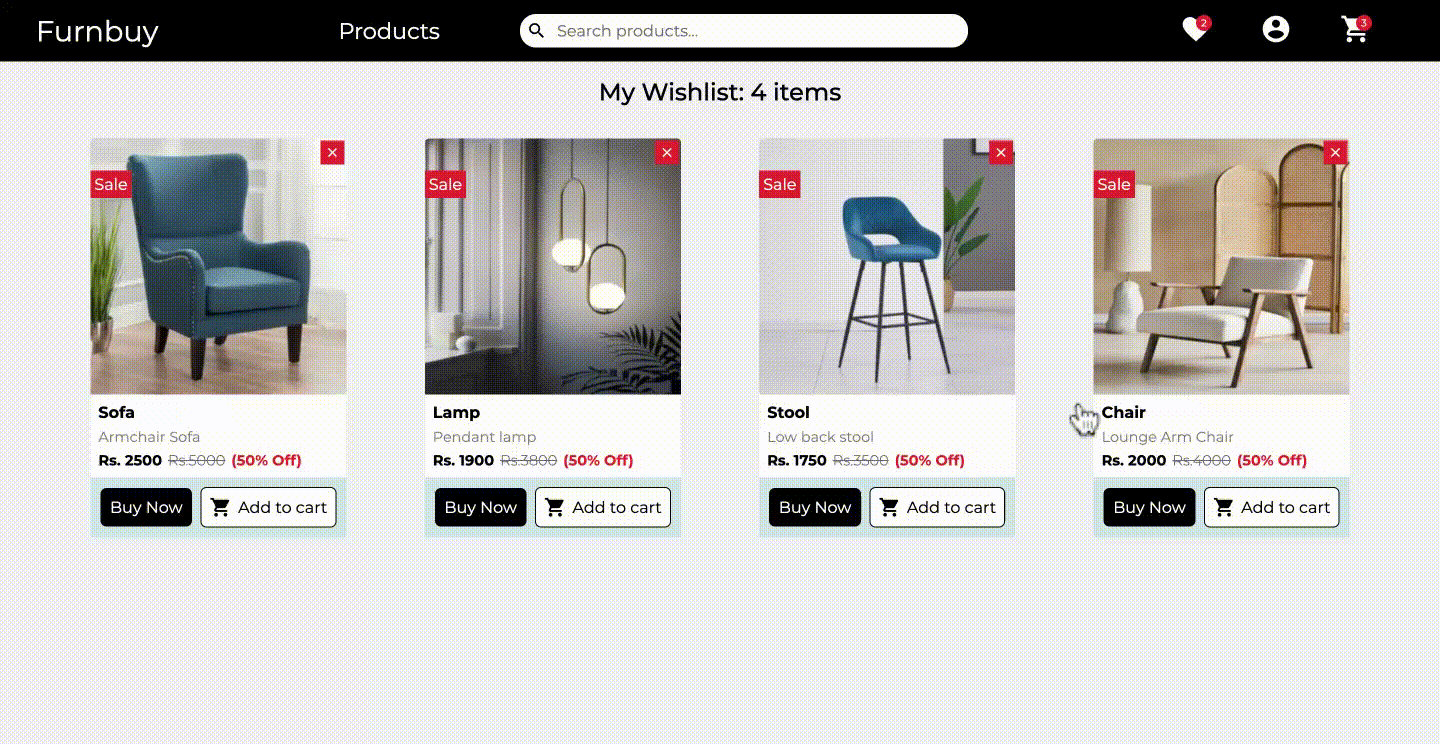 Furnbuy
Products
Search products...
2
3
My Wishlist: 4 items
Sale
×
Sale
×
Sale
×
Sale
×
Sofa
Armchair Sofa
Rs. 2500 Rs.5000 (50% Off)
Buy Now
Add to cart
Lamp
Pendant lamp
Rs. 1900 Rs.3800 (50% Off)
Buy Now
Add to cart
Stool
Low back stool
Rs. 1750 Rs.3500 (50% Off)
Buy Now
Add to cart
Chair
Lounge Arm Chair
Rs. 2000 Rs.4000 (50% Off)
Buy Now
Add to cart